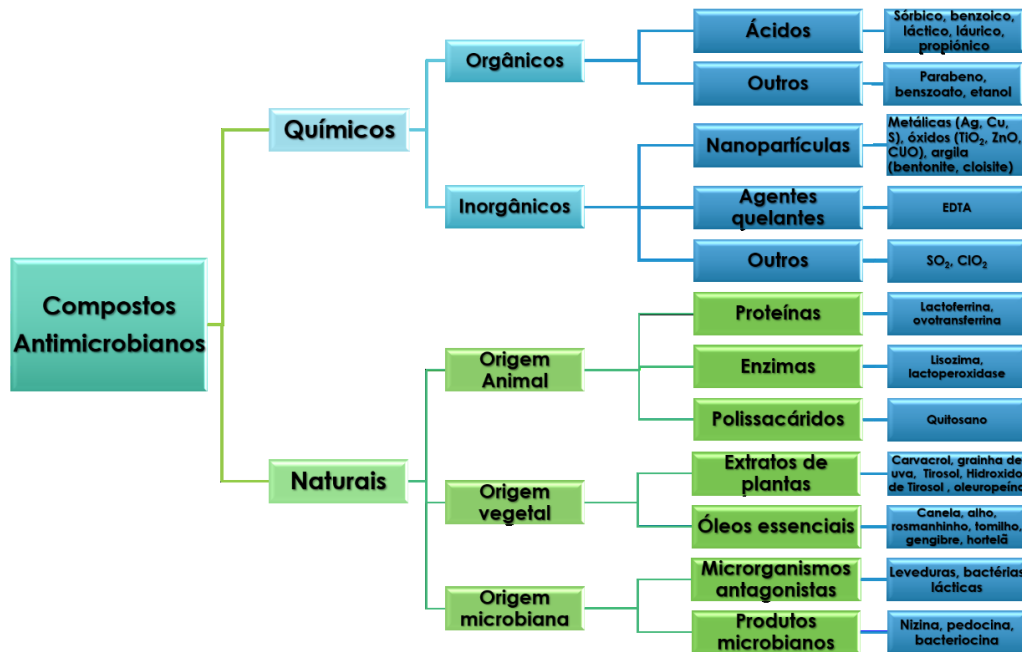 Compostos
Antimicrobianos
Químicos
Orgânicos
Ácidos
Sórbico, benzoico,
láctico, láurico,
propiónico
Outros
Parabeno,
benszoato, etanol
Inorgânicos
Nanopartículas
Metálicas (Ag, Cu,
S), óxidos (TiO₂, ZnO,
CUO), argila
(bentonite, cloisite)
Agentes
quelantes
EDTA
Outros
SO₂, ClO₂
Naturais
Origem
Animal
Proteínas
Lactoferrina,
ovotransferrina
Enzimas
Lisozima,
lactoperoxidase
Polissacáridos
Quitosano
Origem
vegetal
Extratos de
plantas
Carvacrol, grainha de
uva, Tirosol, Hidroxido
de Tirosol , oleuropeína
Óleos essenciais
Canela, alho,
rosmanhinho, tomilho,
gengibre, hortelã
Origem
microbiana
Microrganismos
antagonistas
Leveduras, bactérias
lácticas
Produtos
microbianos
Nizina, pedocina,
bacteriocina